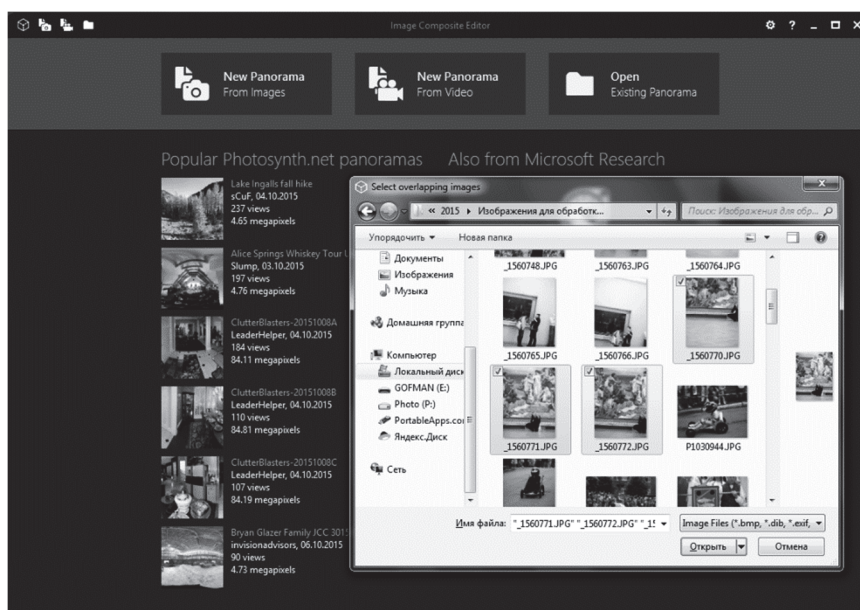 Image Composite Editor
New Panorama
From Images
New Panorama
From Video
Open
Existing Panorama
Popular Photosynth.net panoramas
Also from Microsoft Research
Lake Ingalls fall hike
sCuF, 04.10.2015
237 views
4.65 megapixels
Alice Springs Whiskey Tour
Slump, 03.10.2015
197 views
4.76 megapixels
ClutterBlasters-20151008A
LeaderHelper, 04.10.2015
184 views
84.11 megapixels
ClutterBlasters-20151008B
LeaderHelper, 04.10.2015
110 views
84.81 megapixels
ClutterBlasters-20151008C
LeaderHelper, 04.10.2015
107 views
84.19 megapixels
Bryan Glazer Family JCC 3015
invisionadvisors, 06.10.2015
90 views
4.73 megapixels
Select overlapping images
« 2015 ▸ Изображения для обработк...
Поиск: Изображения для обр...
Упорядочить ▾ Новая папка
Документы
Изображения
Музыка
Домашняя группа
Компьютер
Локальный диск
GOFMAN (E:)
Photo (P:)
PortableApps.co
Яндекс.Диск
Сеть
_1560748.JPG _1560763.JPG _1560764.JPG
_1560765.JPG _1560766.JPG _1560770.JPG
_1560771.JPG _1560772.JPG P1030944.JPG
Имя файла: "_1560771.JPG" "_1560772.JPG" "_15
Image Files (*.bmp, *.dib, *.exif,
Открыть
Отмена